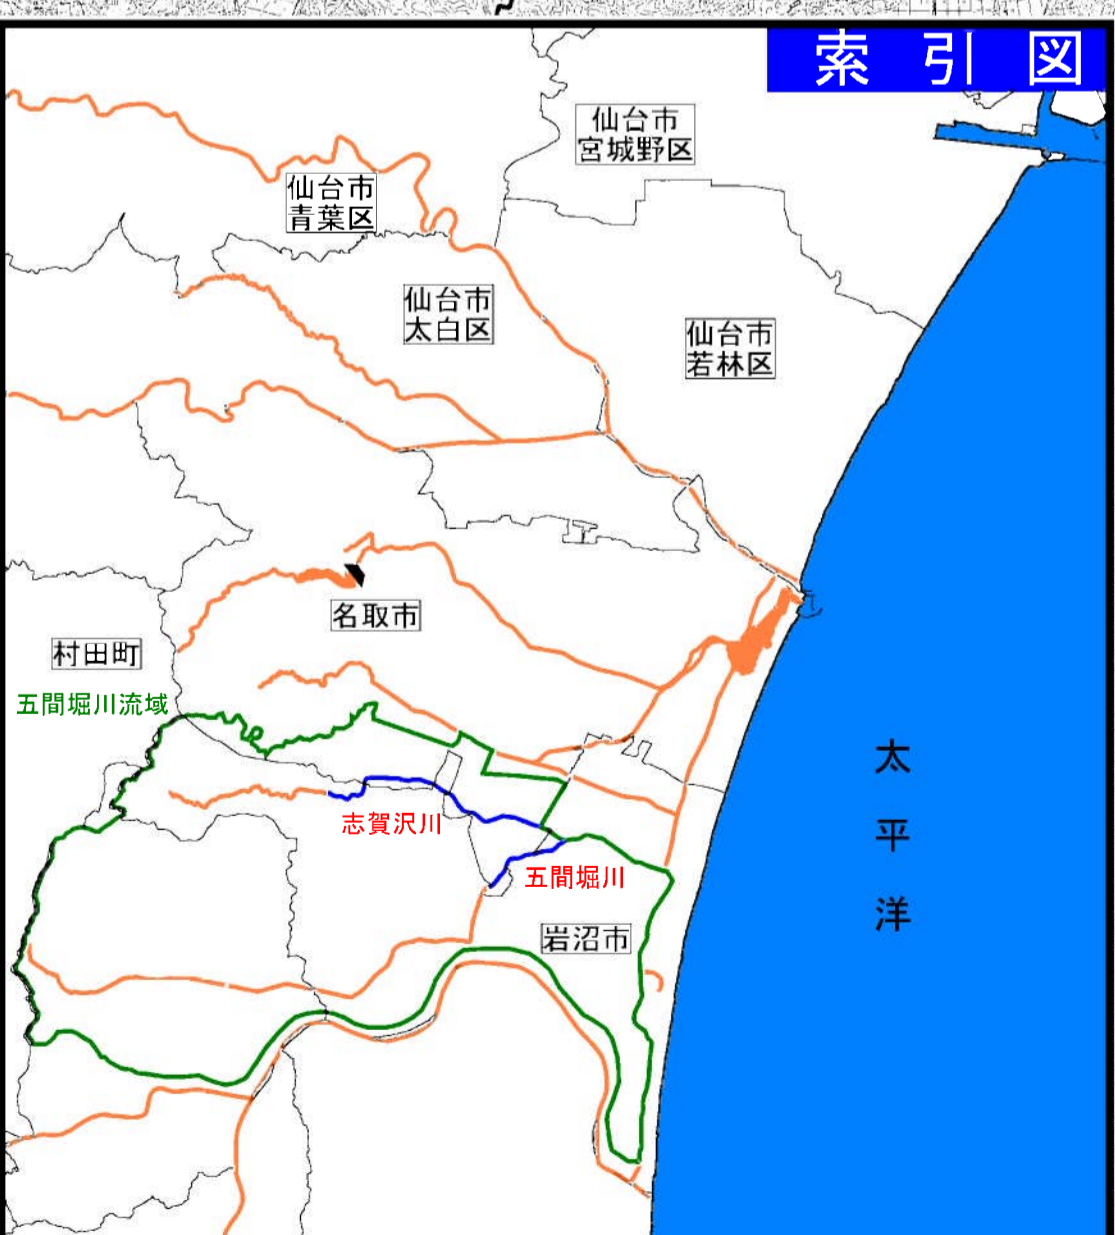 索引図
仙台市
宮城野区
仙台市
青葉区
仙台市
太白区
仙台市
若林区
名取市
村田町
五間堀川流域
志賀沢川
五間堀川
岩沼市
太平洋